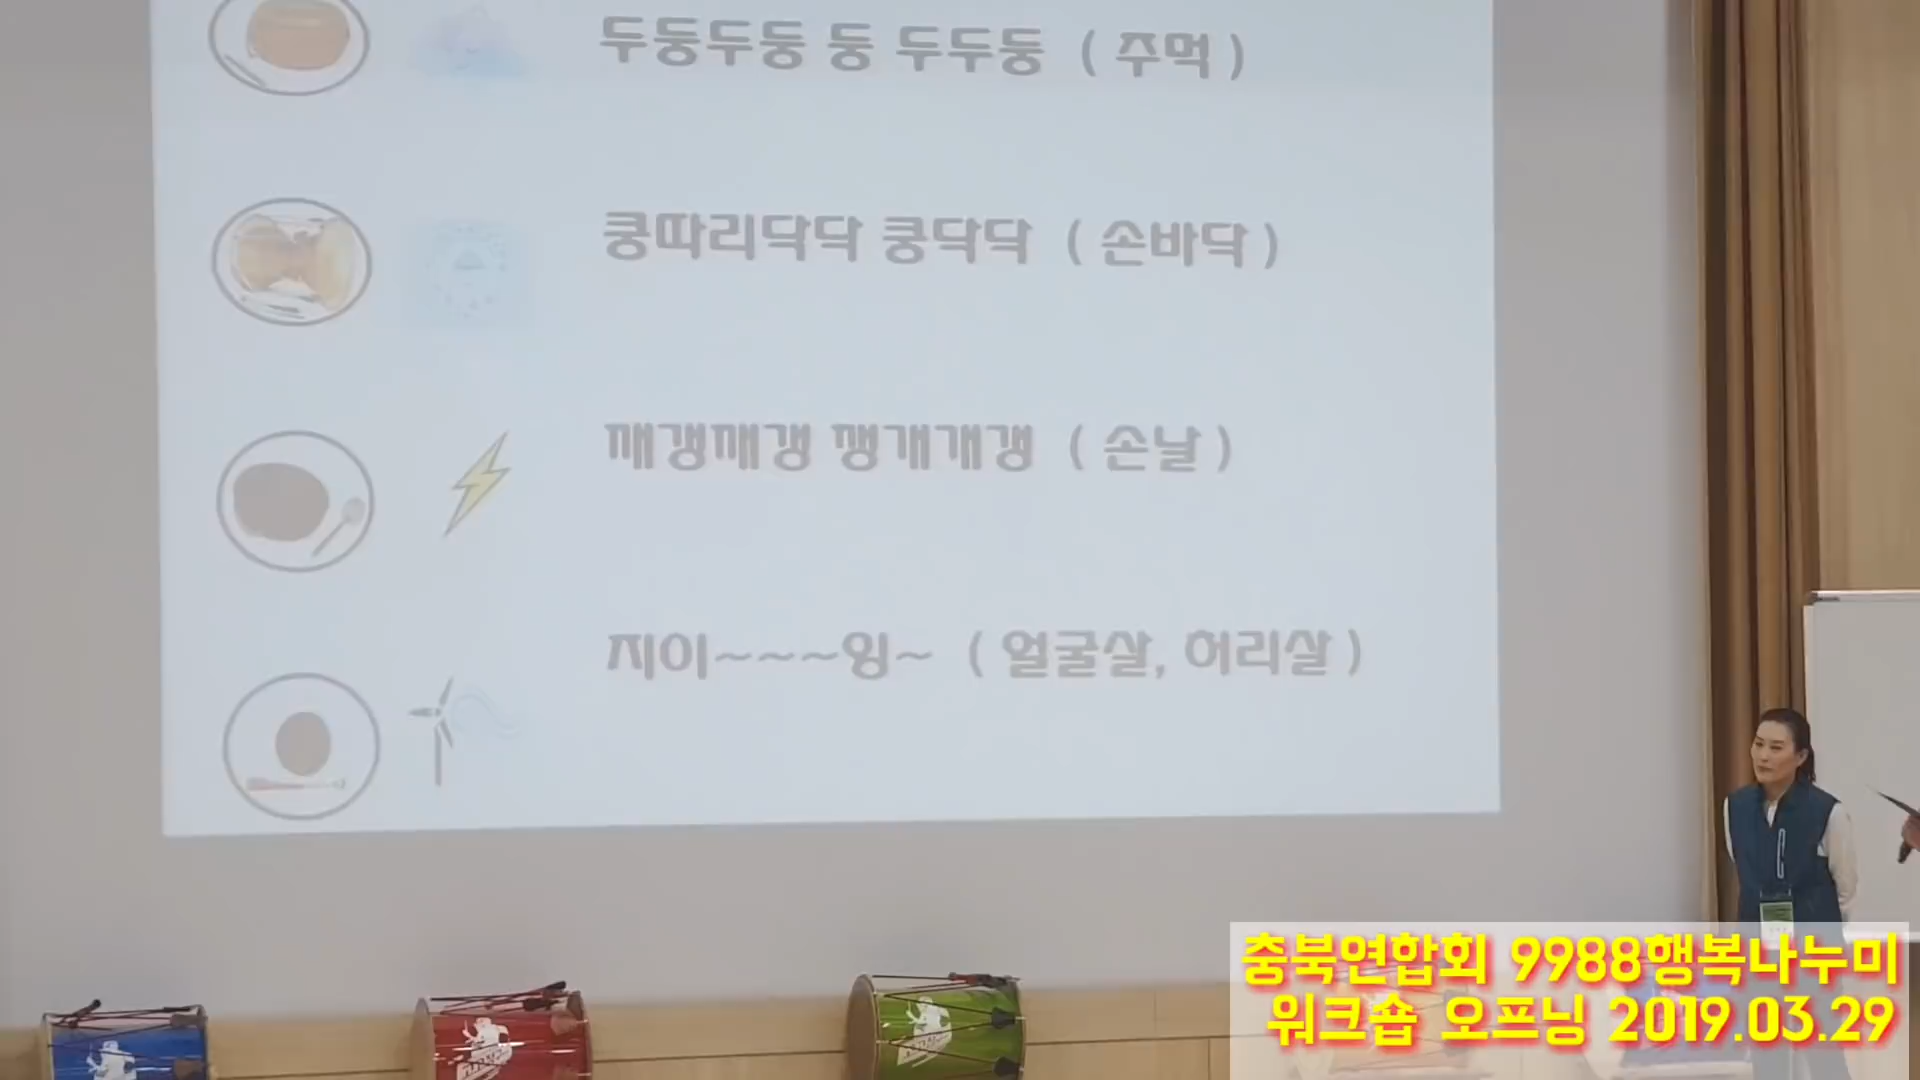 두둥두둥 둥 두두둥 ( 주먹 )
쿵따리닥닥 쿵닥닥 ( 손바닥 )
깨갱깨갱 깽개개갱 ( 손날 )
지이~~~잉~ ( 얼굴살, 허리살 )
충북연합회 9988행복나누미
워크숍 오프닝 2019.03.29